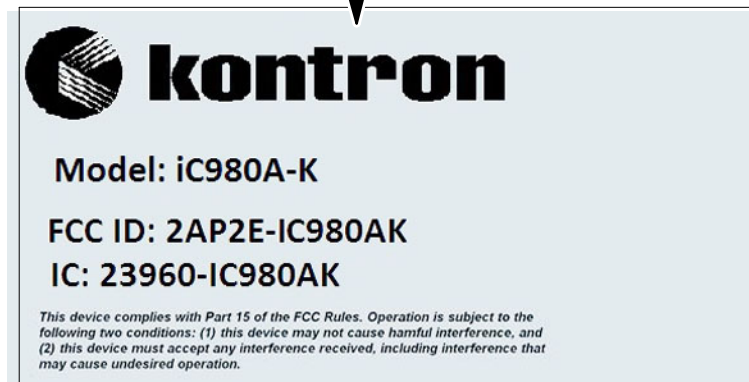 kontron
Model: iC980A-K
FCC ID: 2AP2E-IC980AK
IC: 23960-IC980AK
This device complies with Part 15 of the FCC Rules. Operation is subject to the
following two conditions: (1) this device may not cause hamful interference, and
(2) this device must accept any interference received, including interference that
may cause undesired operation.